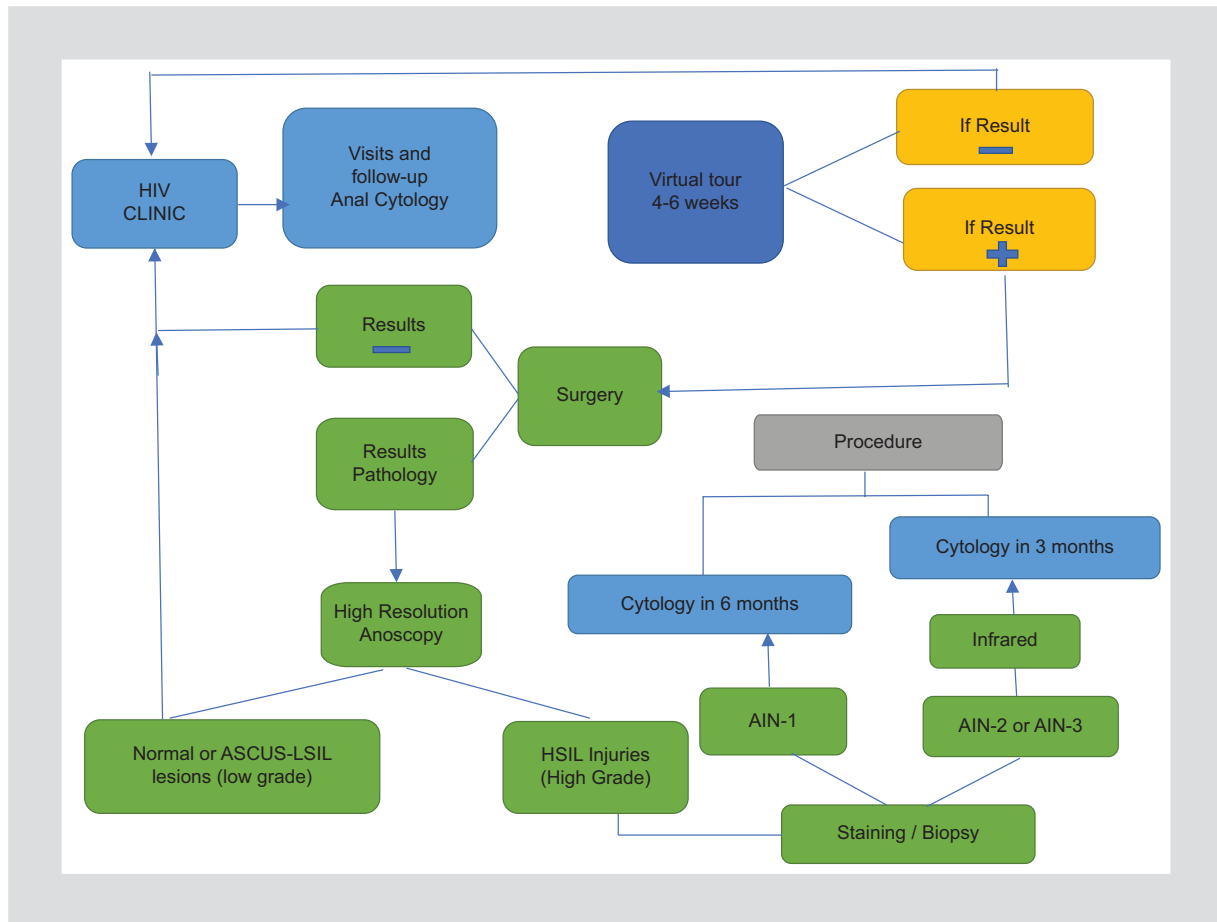 HIV
CLINIC
Visits and
follow-up
Anal Cytology
Virtual tour
4-6 weeks
If Result
If Result
Results
Surgery
Results
Pathology
Procedure
Cytology in 3 months
Cytology in 6 months
High Resolution
Anoscopy
Infrared
AIN-1
AIN-2 or AIN-3
Normal or ASCUS-LSIL
lesions (low grade)
HSIL Injuries
(High Grade)
Staining / Biopsy